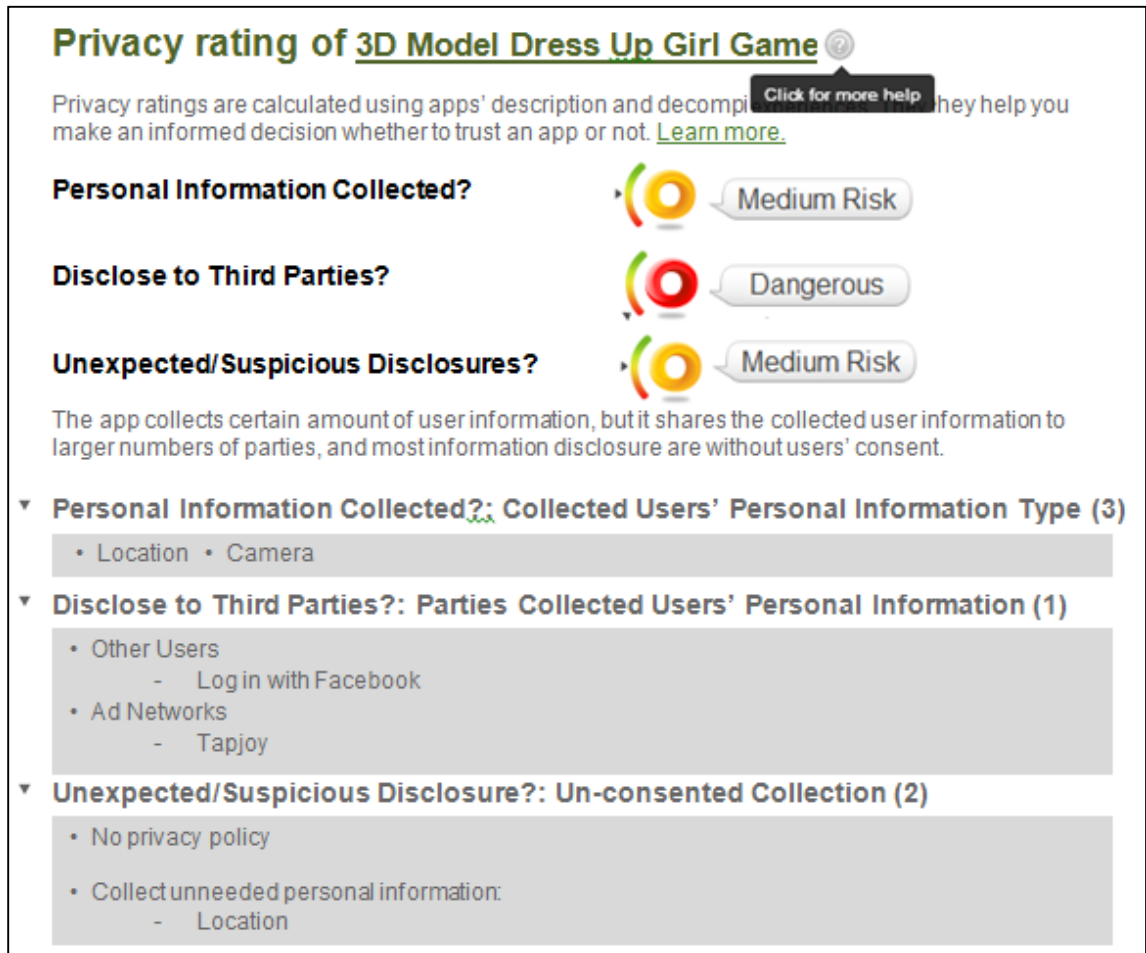 Privacy rating of 3D Model Dress Up Girl Game ?
Click for more help
Privacy ratings are calculated using apps’ description and decompi They they help you
make an informed decision whether to trust an app or not. Learn more.
Personal Information Collected?
Medium Risk
Disclose to Third Parties?
Dangerous
Unexpected/Suspicious Disclosures?
Medium Risk
The app collects certain amount of user information, but it shares the collected user information to
larger numbers of parties, and most information disclosure are without users’ consent.
▼ Personal Information Collected?: Collected Users’ Personal Information Type (3)
• Location • Camera
▼ Disclose to Third Parties?: Parties Collected Users’ Personal Information (1)
• Other Users
- Log in with Facebook
• Ad Networks
- Tapjoy
▼ Unexpected/Suspicious Disclosure?: Un-consented Collection (2)
• No privacy policy
• Collect unneeded personal information:
- Location